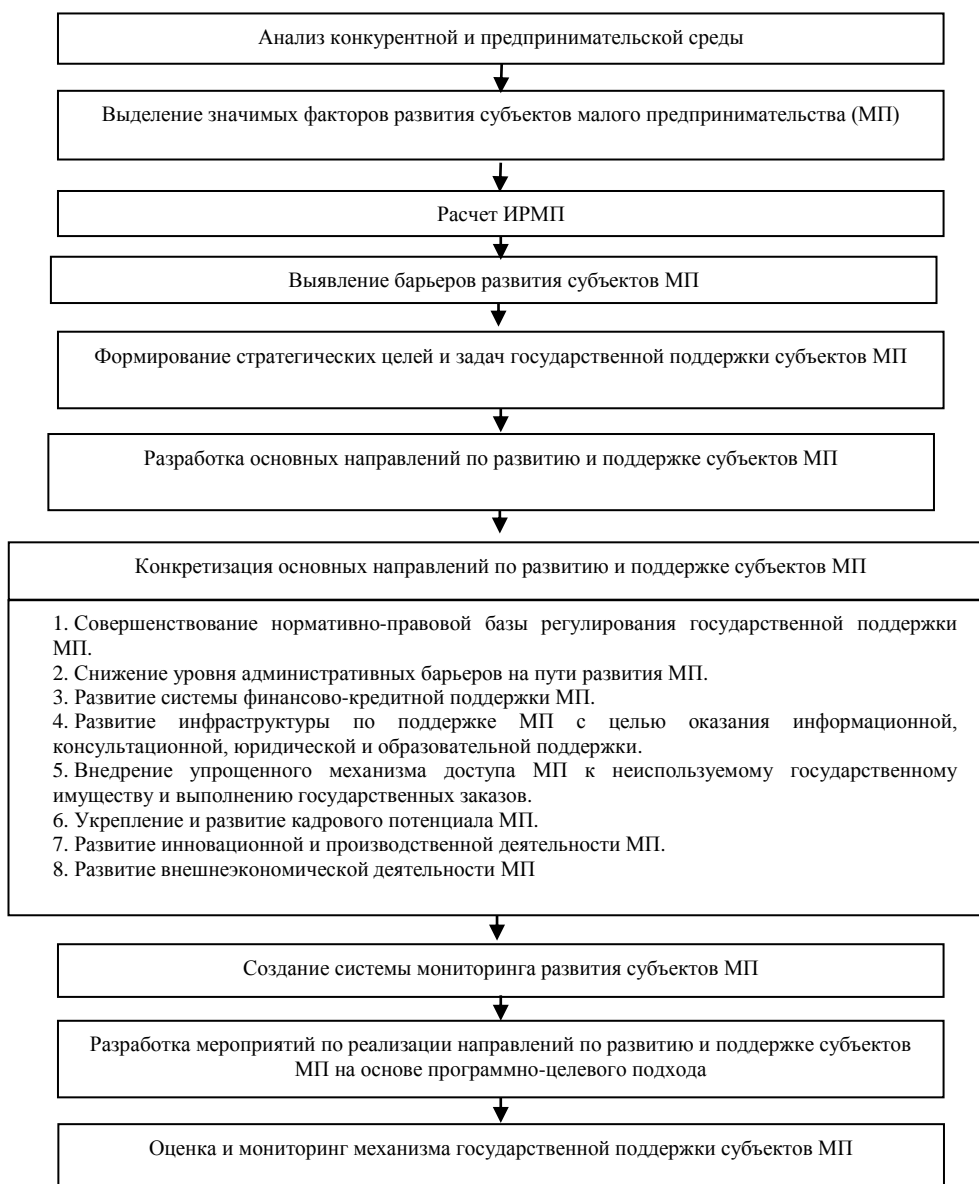 Анализ конкурентной и предпринимательской среды
Выделение значимых факторов развития субъектов малого предпринимательства (МП)
Расчет ИРМП
Выявление барьеров развития субъектов МП
Формирование стратегических целей и задач государственной поддержки субъектов МП
Разработка основных направлений по развитию и поддержке субъектов МП
Конкретизация основных направлений по развитию и поддержке субъектов МП
1. Совершенствование нормативно-правовой базы регулирования государственной поддержки
МП.
2. Снижение уровня административных барьеров на пути развития МП.
3. Развитие системы финансово-кредитной поддержки МП.
4. Развитие инфраструктуры по поддержке МП с целью оказания информационной,
консультационной, юридической и образовательной поддержки.
5. Внедрение упрощенного механизма доступа МП к неиспользуемому государственному
имуществу и выполнению государственных заказов.
6. Укрепление и развитие кадрового потенциала МП.
7. Развитие инновационной и производственной деятельности МП.
8. Развитие внешнеэкономической деятельности МП
Создание системы мониторинга развития субъектов МП
Разработка мероприятий по реализации направлений по развитию и поддержке субъектов
МП на основе программно-целевого подхода
Оценка и мониторинг механизма государственной поддержки субъектов МП